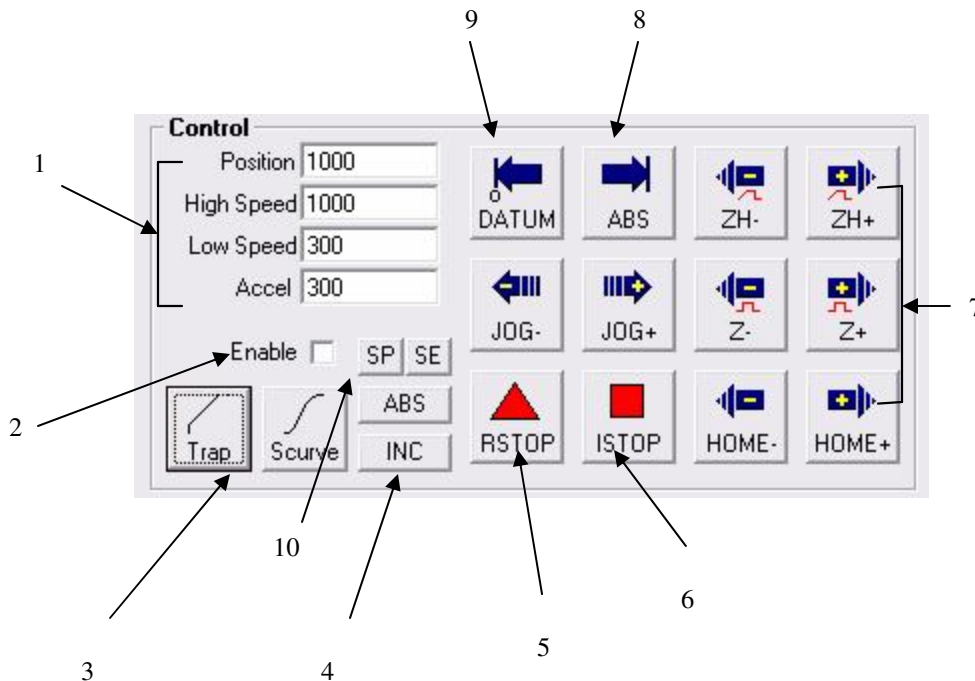 9
8
Control
1
Position 1000
High Speed 1000
Low Speed 300
Accel 300
DATUM
ABS
ZH-
ZH+
7
JOG-
JOG+
Z-
Z+
Enable
SP
SE
2
Trap
Scurve
ABS
INC
RSTOP
ISTOP
HOME-
HOME+
10
6
5
3
4